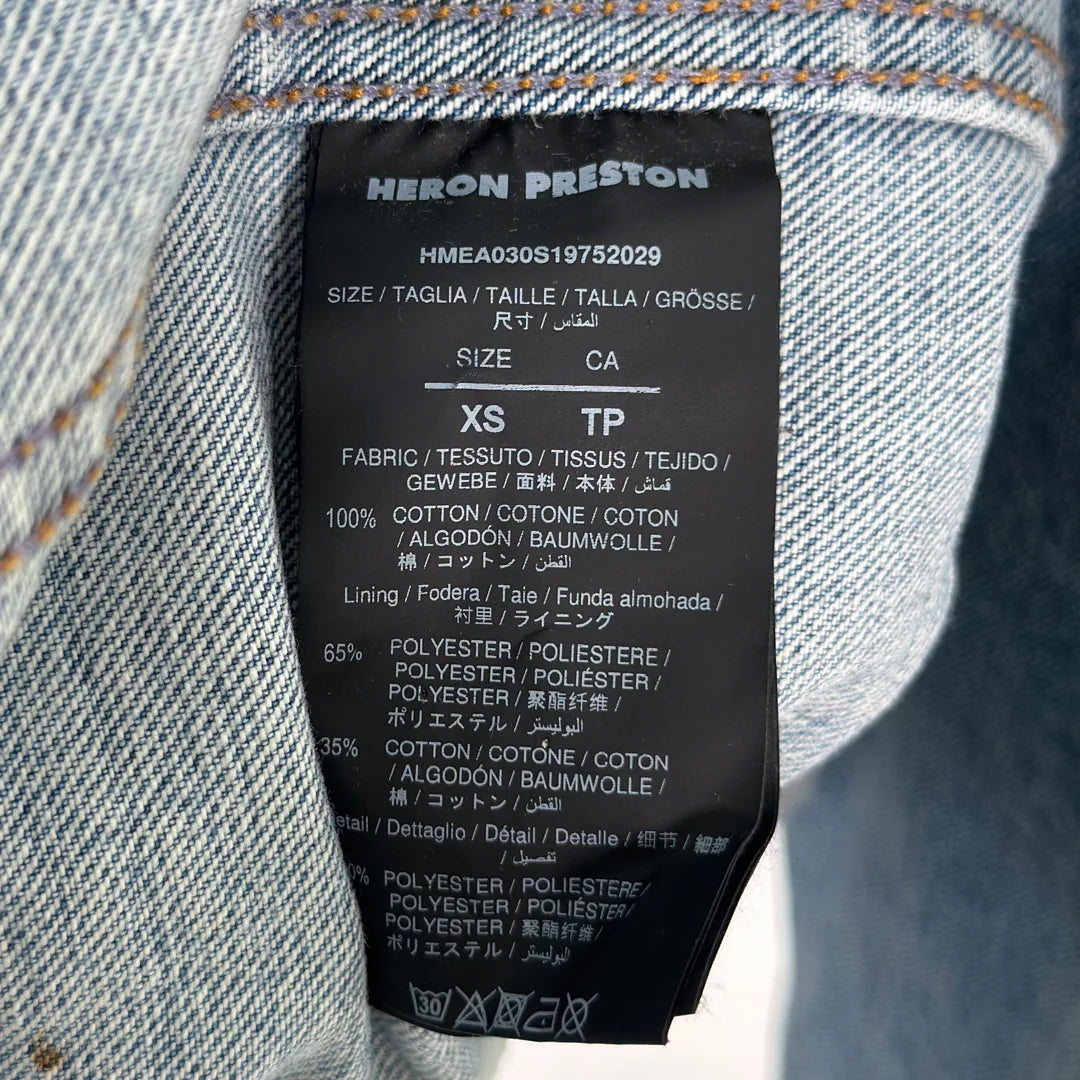 HERON PRESTON
HMEA030S19752029
SIZE / TAGLIA / TAILLE / TALLA / GRÖSSE /
尺寸 / المقاس
SIZE CA
XS TP
FABRIC / TESSUTO / TISSUS / TEJIDO /
GEWEBE / 面料 / 本体 / قماش
100% COTTON / COTONE / COTON
/ ALGODÓN / BAUMWOLLE /
棉 / コットン / القطن
Lining / Fodera / Taie / Funda almohada /
衬里 / ライニング
65% POLYESTER / POLIESTERE /
POLYESTER / POLIÉSTER /
POLYESTER / 聚酯纤维 /
ポリエステル / البوليستر
35% COTTON / COTONE / COTON
/ ALGODÓN / BAUMWOLLE /
棉 / コットン / القطن
etail / Dettaglio / Détail / Detalle / 细节 / 細部
/ تفصيل
0% POLYESTER / POLIESTERE/
POLYESTER / POLIÉSTER/
POLYESTER / 聚酯纤维/
ポリエステル / البوليستر
30